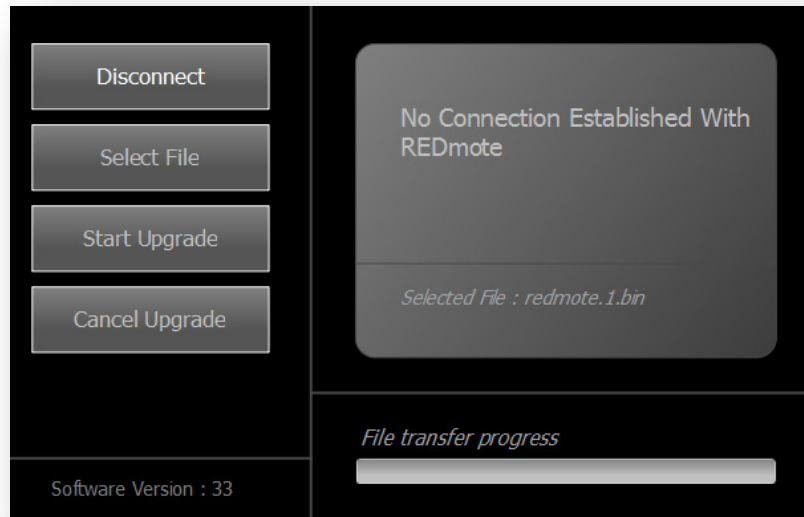 Disconnect
Select File
Start Upgrade
Cancel Upgrade
Software Version : 33
No Connection Established With
REDmote
Selected File : redmote.1.bin
File transfer progress